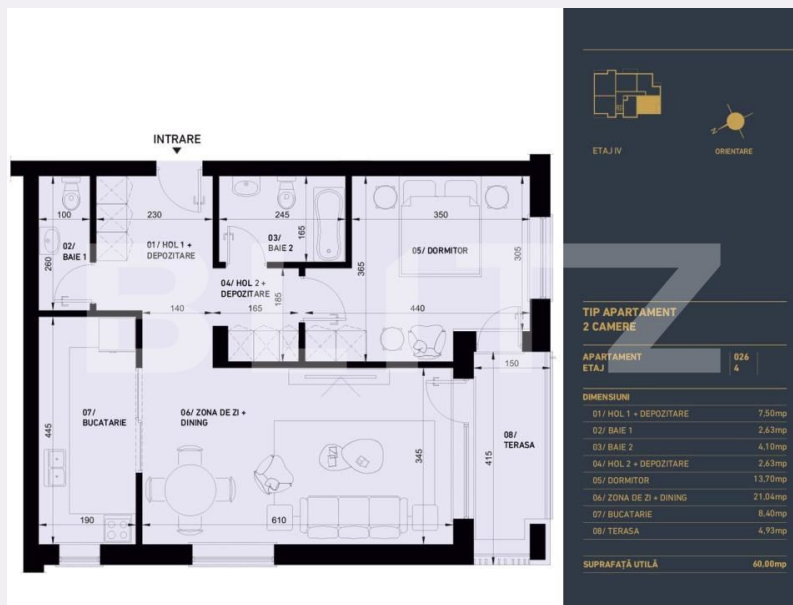 INTRARE
100
230
245
165
350
260
02/
BAIE 1
01/ HOL 1 +
DEPOZITARE
03/
BAIE 2
05/ DORMITOR
305
365
04/ HOL 2 +
DEPOZITARE
185
140
165
440
150
BLITZ
07/
BUCATARIE
06/ ZONA DE ZI +
DINING
08/
TERASA
445
345
415
190
610
ETAJ IV
N
ORIENTARE
TIP APARTAMENT
2 CAMERE
APARTAMENT 026
ETAJ 4
DIMENSIUNI
01/ HOL 1 + DEPOZITARE 7,50mp
02/ BAIE 1 2,63mp
03/ BAIE 2 4,10mp
04/ HOL 2 + DEPOZITARE 2,63mp
05/ DORMITOR 13,70mp
06/ ZONA DE ZI + DINING 21,04mp
07/ BUCATARIE 8,40mp
08/ TERASA 4,93mp
SUPRAFAȚĂ UTILĂ 60,00mp